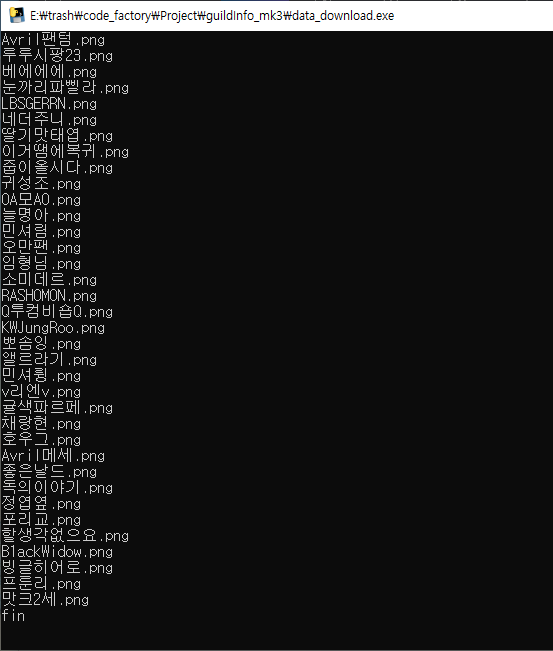 E:₩trash₩code_factory₩Project₩guildInfo_mk3₩data_download.exe
Avril팬텀.png
투루시팡23.png
베에에에.png
눈까리파삘라.png
LBSGERRN.png
네더주니.png
딸기맛태엽.png
이거땜에복귀.png
줍이올시다.png
귀성조.png
OA모AO.png
늘명아.png
민셔림.png
오만팬.png
임형님.png
소미데르.png
RASHOMON.png
Q투컴비숍Q.png
KWJungRoo.png
뽀솜잉.png
앨르라기.png
민셔튕.png
v리엔v.png
귤색파르페.png
채랑현.png
호우그.png
Avril메세.png
좋은날드.png
독의이야기.png
정엽옆.png
포리교.png
할생각없으요.png
B1ackWidow.png
빙글히어로.png
프툰리.png
맛크2세.png
fin